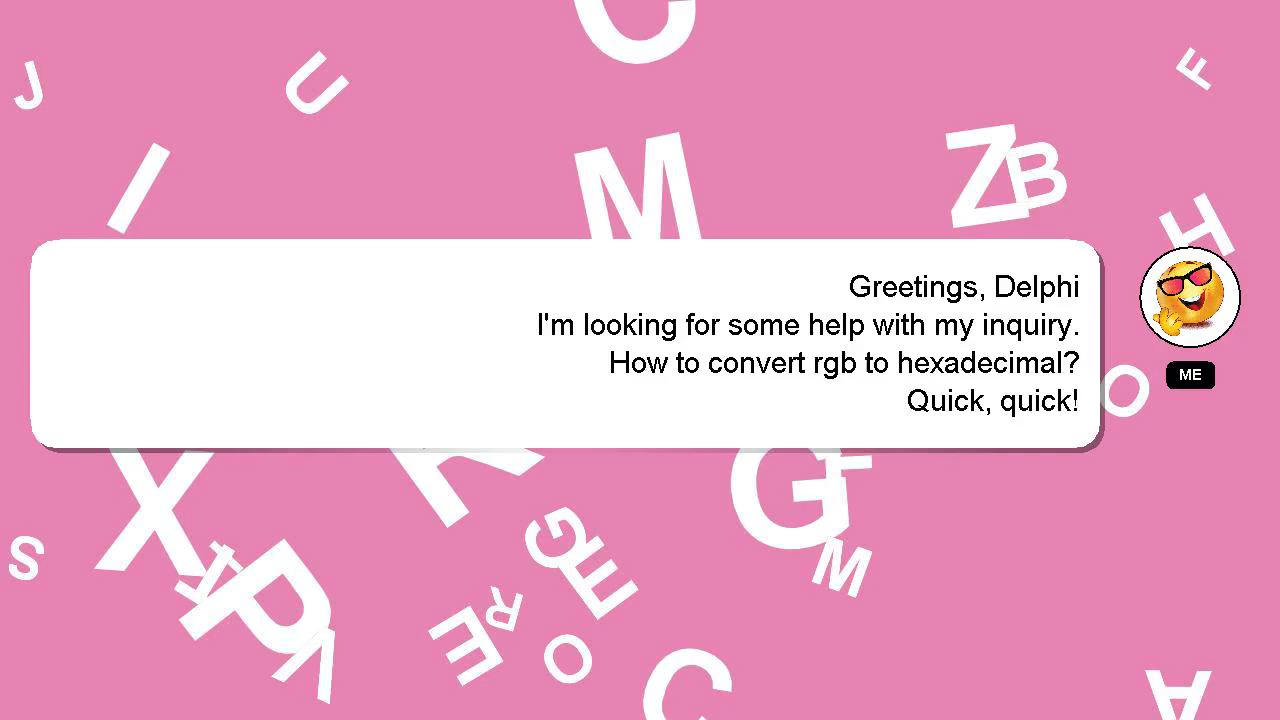 C
J
U
F
I
M
Z
B
H
Greetings, Delphi
I'm looking for some help with my inquiry.
How to convert rgb to hexadecimal?
Quick, quick!
ME
O
X
R
G
F
S
G
E
M
I
P
V
E
R
O
C
A